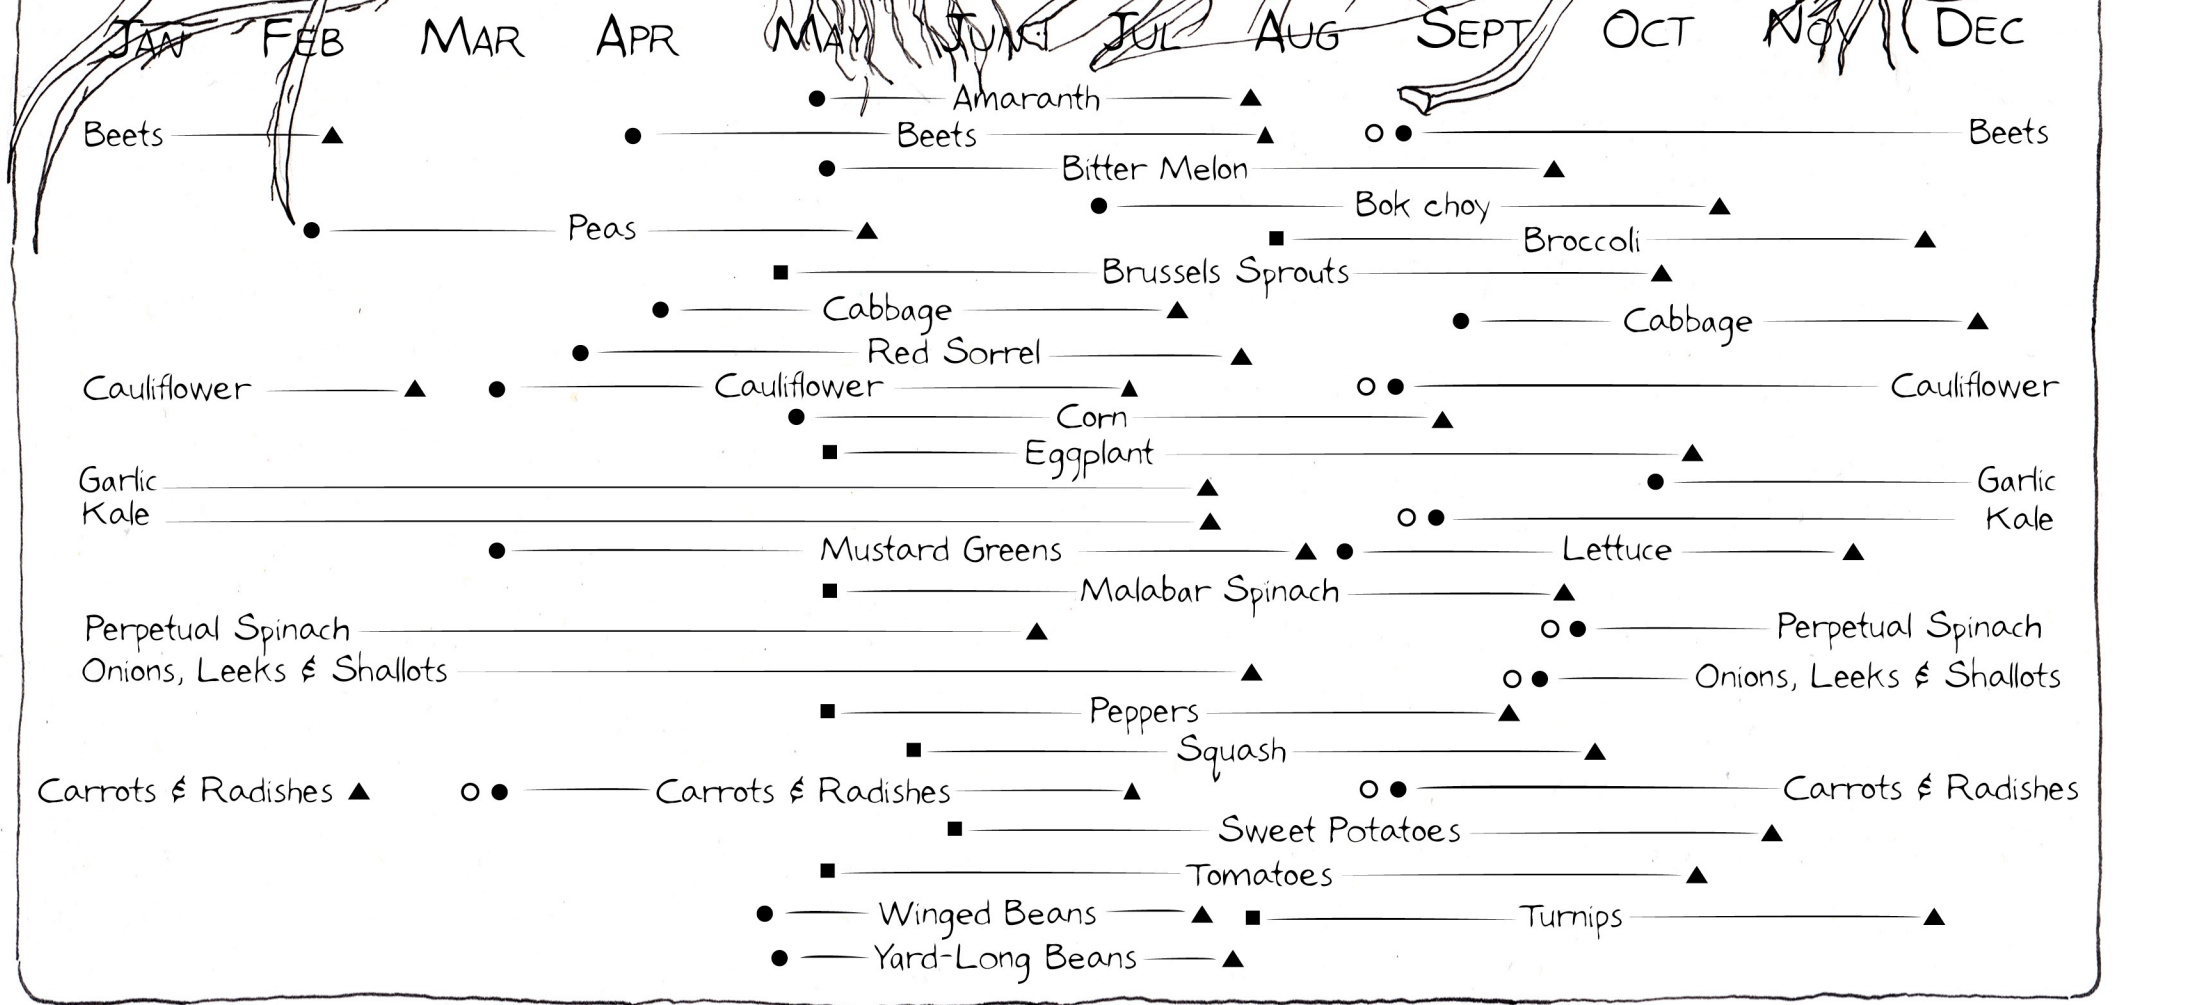 JAN FEB MAR APR MAY JUNE JUL AUG SEPT OCT NOV DEC
Amaranth
Beets Beets Beets
Bitter Melon
Bok choy
Peas
Broccoli
Brussels Sprouts
Cabbage Cabbage
Red Sorrel
Cauliflower Cauliflower Cauliflower
Corn
Eggplant
Garlic Garlic
Kale Kale
Mustard Greens Lettuce
Malabar Spinach
Perpetual Spinach Perpetual Spinach
Onions, Leeks & Shallots Onions, Leeks & Shallots
Peppers
Squash
Carrots & Radishes Carrots & Radishes Carrots & Radishes
Sweet Potatoes
Tomatoes
Winged Beans Turnips
Yard-Long Beans